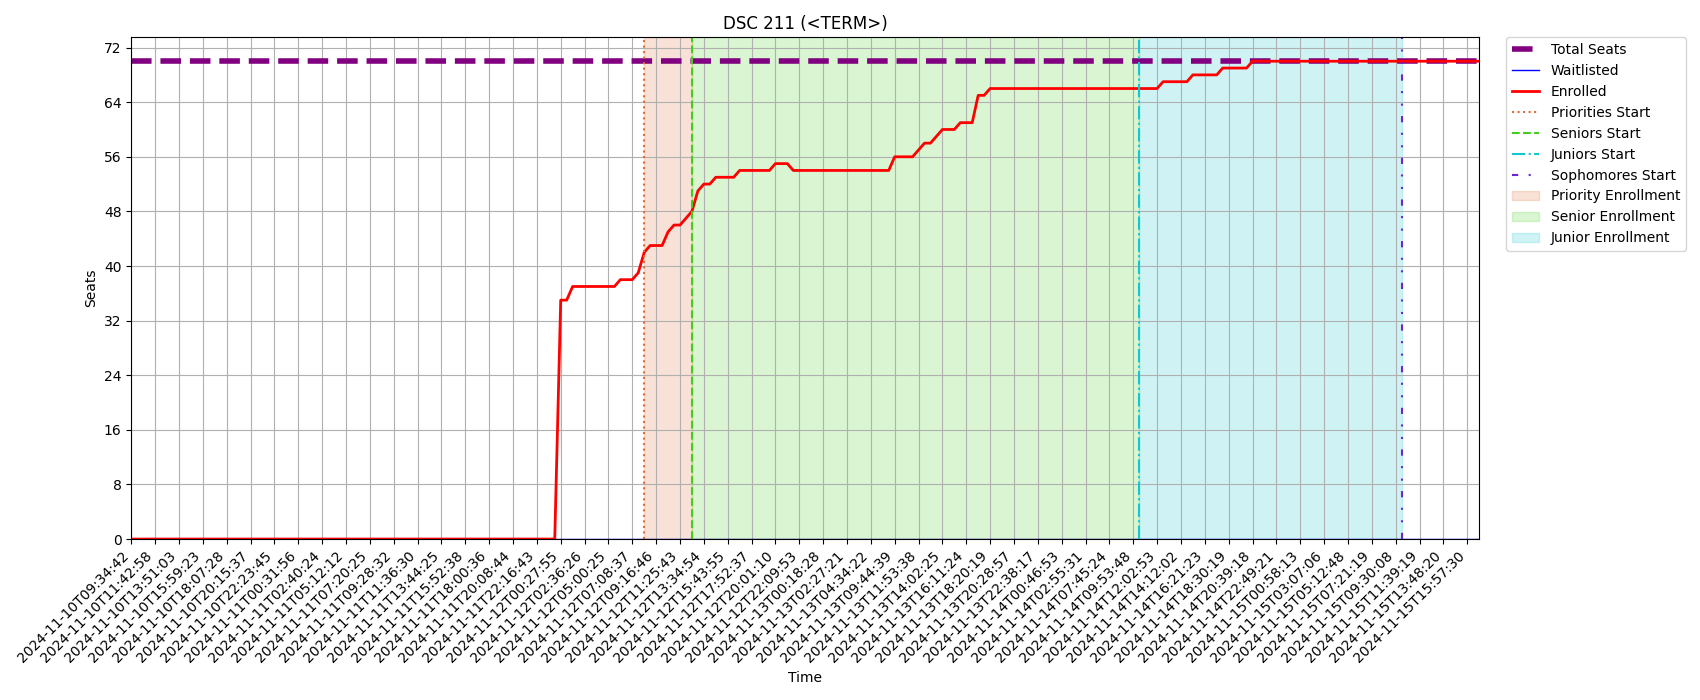 DSC 211 (<TERM>)
72
64
56
48
40
32
24
16
8
0
Seats
2024-11-10T09:34:42
2024-11-10T11:42:58
2024-11-10T13:51:03
2024-11-10T15:59:23
2024-11-10T18:07:28
2024-11-10T20:15:37
2024-11-10T22:23:45
2024-11-11T00:31:56
2024-11-11T02:40:24
2024-11-11T05:12:12
2024-11-11T07:20:25
2024-11-11T09:28:32
2024-11-11T11:36:30
2024-11-11T13:44:25
2024-11-11T15:52:38
2024-11-11T18:00:36
2024-11-11T20:08:44
2024-11-11T22:16:43
2024-11-12T00:27:55
2024-11-12T02:36:26
2024-11-12T05:00:25
2024-11-12T07:08:37
2024-11-12T09:16:46
2024-11-12T11:25:43
2024-11-12T13:34:54
2024-11-12T15:43:55
2024-11-12T17:52:37
2024-11-12T20:01:10
2024-11-12T22:09:53
2024-11-13T00:18:28
2024-11-13T02:27:21
2024-11-13T04:34:22
2024-11-13T09:44:39
2024-11-13T11:53:38
2024-11-13T14:02:25
2024-11-13T16:11:24
2024-11-13T18:20:19
2024-11-13T20:28:57
2024-11-13T22:38:17
2024-11-14T00:46:53
2024-11-14T02:55:31
2024-11-14T07:45:24
2024-11-14T09:53:48
2024-11-14T12:02:53
2024-11-14T14:12:02
2024-11-14T16:21:23
2024-11-14T18:30:19
2024-11-14T20:39:18
2024-11-14T22:49:21
2024-11-15T00:58:13
2024-11-15T03:07:06
2024-11-15T05:12:48
2024-11-15T07:21:19
2024-11-15T09:30:08
2024-11-15T11:39:19
2024-11-15T13:48:20
2024-11-15T15:57:30
Time
Total Seats
Waitlisted
Enrolled
Priorities Start
Seniors Start
Juniors Start
Sophomores Start
Priority Enrollment
Senior Enrollment
Junior Enrollment